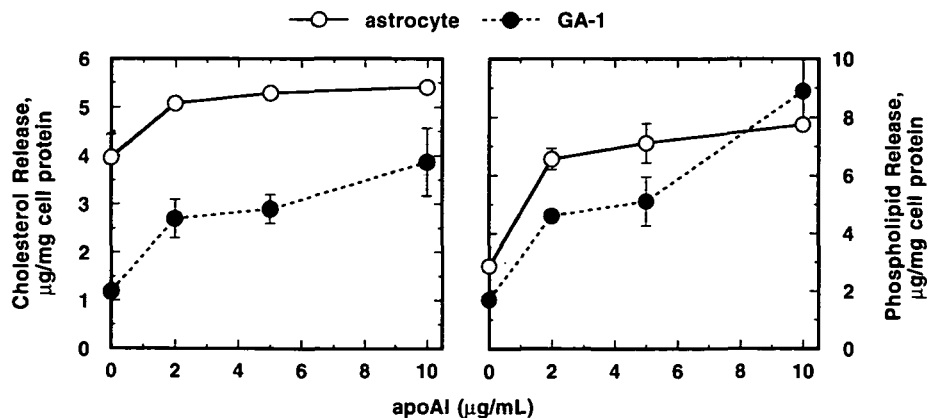 astrocyte GA-1
Cholesterol Release,
µg/mg cell protein
6
5
4
3
2
1
0
0 2 4 6 8 10
0 2 4 6 8 10
10
8
6
4
2
0
Phospholipid Release,
µg/mg cell protein
apoAI (µg/mL)